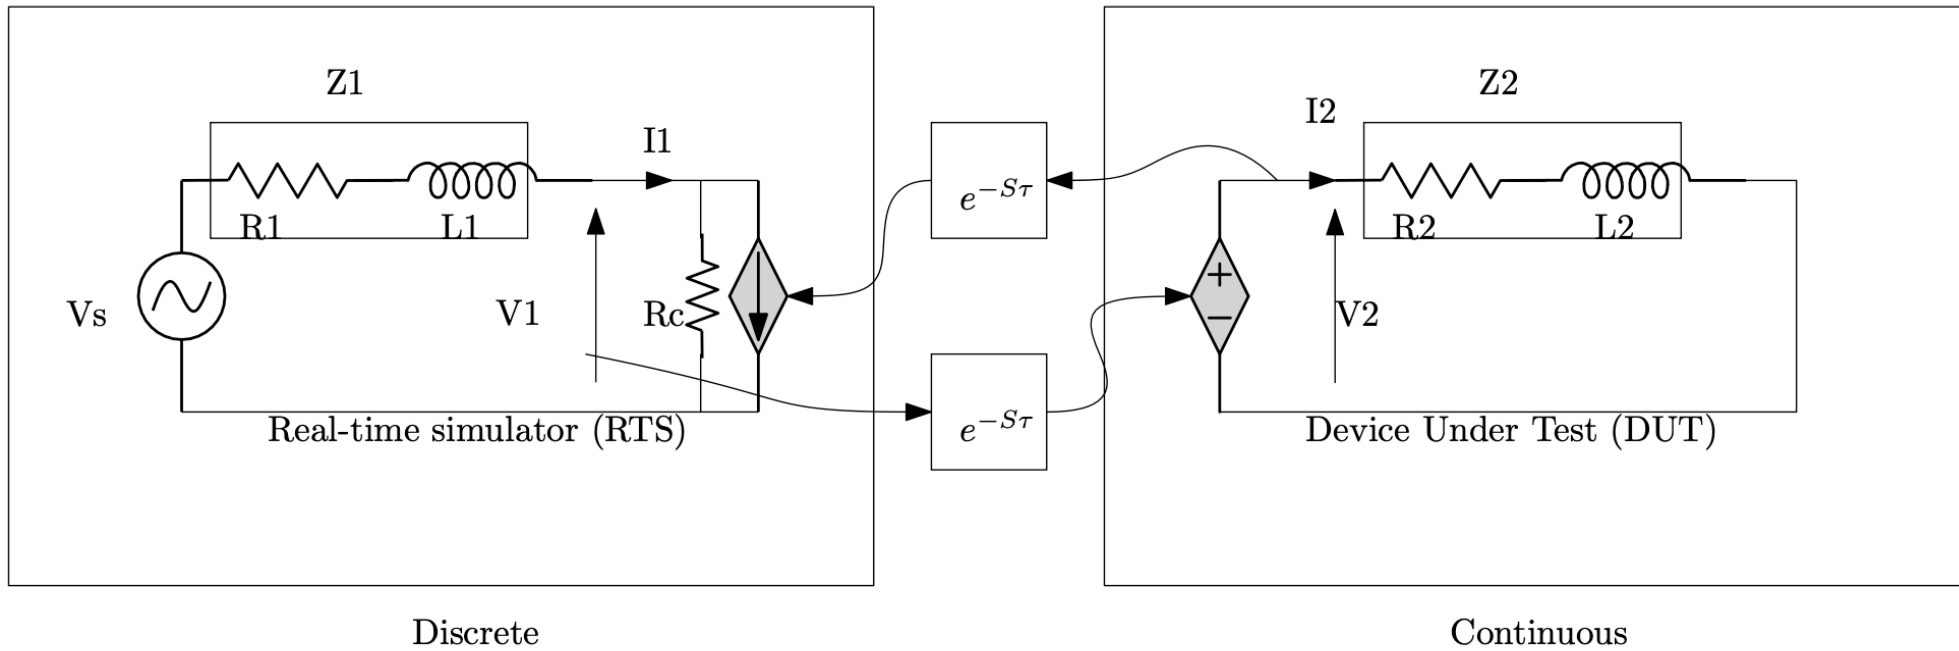 Z1
Z2
I1
I2
e^{-Sτ}
R1
L1
R2
L2
Vs
V1
Rc
+
−
V2
e^{-Sτ}
Real-time simulator (RTS)
Device Under Test (DUT)
Discrete
Continuous